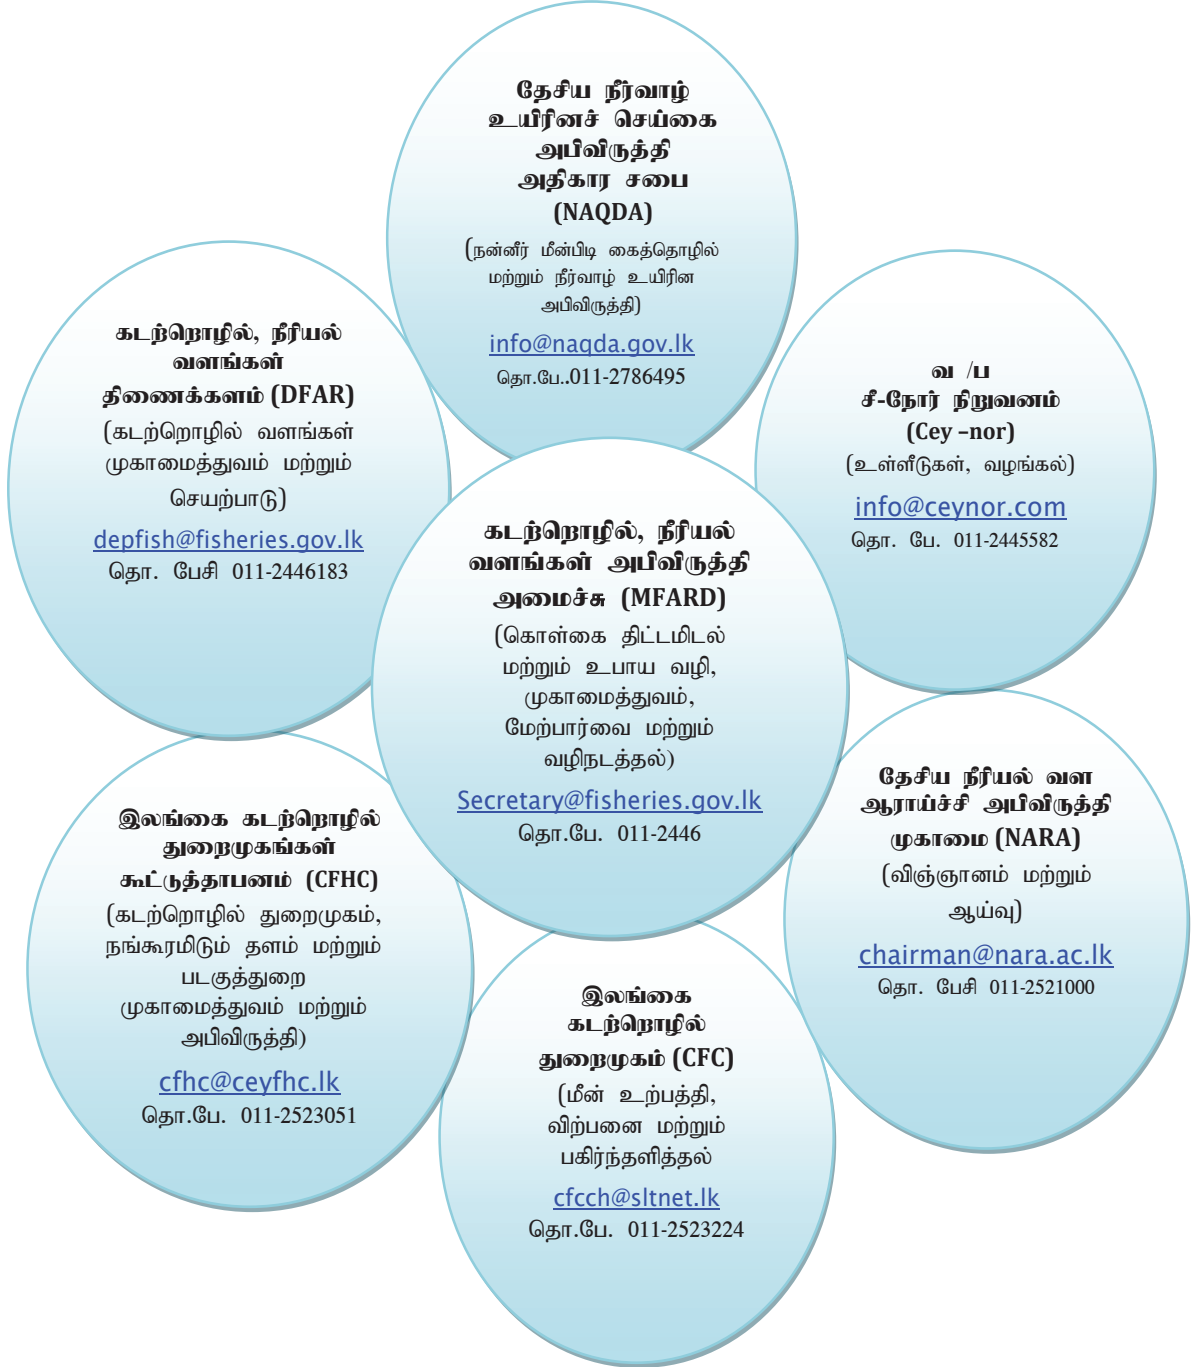 தேசிய நீர்வாழ்
உயிரினச் செய்கை
அபிவிருத்தி
அதிகார சபை
(NAQDA)
(நன்னீர் மீன்பிடி கைத்தொழில்
மற்றும் நீர்வாழ் உயிரின
அபிவிருத்தி)
info@naqda.gov.lk
தொ.பே..011-2786495
கடற்றொழில், நீரியல்
வளங்கள்
திணைக்களம் (DFAR)
(கடற்றொழில் வளங்கள்
முகாமைத்துவம் மற்றும்
செயற்பாடு)
depfish@fisheries.gov.lk
தொ. பேசி 011-2446183
வ /ப
சீ-நோர் நிறுவனம்
(Cey –nor)
(உள்ளீடுகள், வழங்கல்)
info@ceynor.com
தொ. பே. 011-2445582
கடற்றொழில், நீரியல்
வளங்கள் அபிவிருத்தி
அமைச்சு (MFARD)
(கொள்கை திட்டமிடல்
மற்றும் உபாய வழி,
முகாமைத்துவம்,
மேற்பார்வை மற்றும்
வழிநடத்தல்)
Secretary@fisheries.gov.lk
தொ.பே. 011-2446
இலங்கை கடற்றொழில்
துறைமுகங்கள்
கூட்டுத்தாபனம் (CFHC)
(கடற்றொழில் துறைமுகம்,
நங்கூரமிடும் தளம் மற்றும்
படகுத்துறை
முகாமைத்துவம் மற்றும்
அபிவிருத்தி)
cfhc@ceyfhc.lk
தொ.பே. 011-2523051
தேசிய நீரியல் வள
ஆராய்ச்சி அபிவிருத்தி
முகாமை (NARA)
(விஞ்ஞானம் மற்றும்
ஆய்வு)
chairman@nara.ac.lk
தொ. பேசி 011-2521000
இலங்கை
கடற்றொழில்
துறைமுகம் (CFC)
(மீன் உற்பத்தி,
விற்பனை மற்றும்
பகிர்ந்தளித்தல்
cfcch@sltnet.lk
தொ.பே. 011-2523224